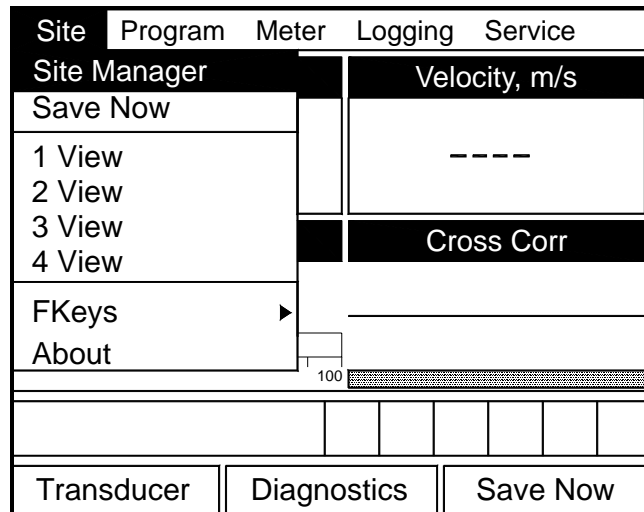 Site Program Meter Logging Service
Site Manager
Save Now
1 View
2 View
3 View
4 View
FKeys
About
Velocity, m/s
----
Cross Corr
100
Transducer Diagnostics Save Now